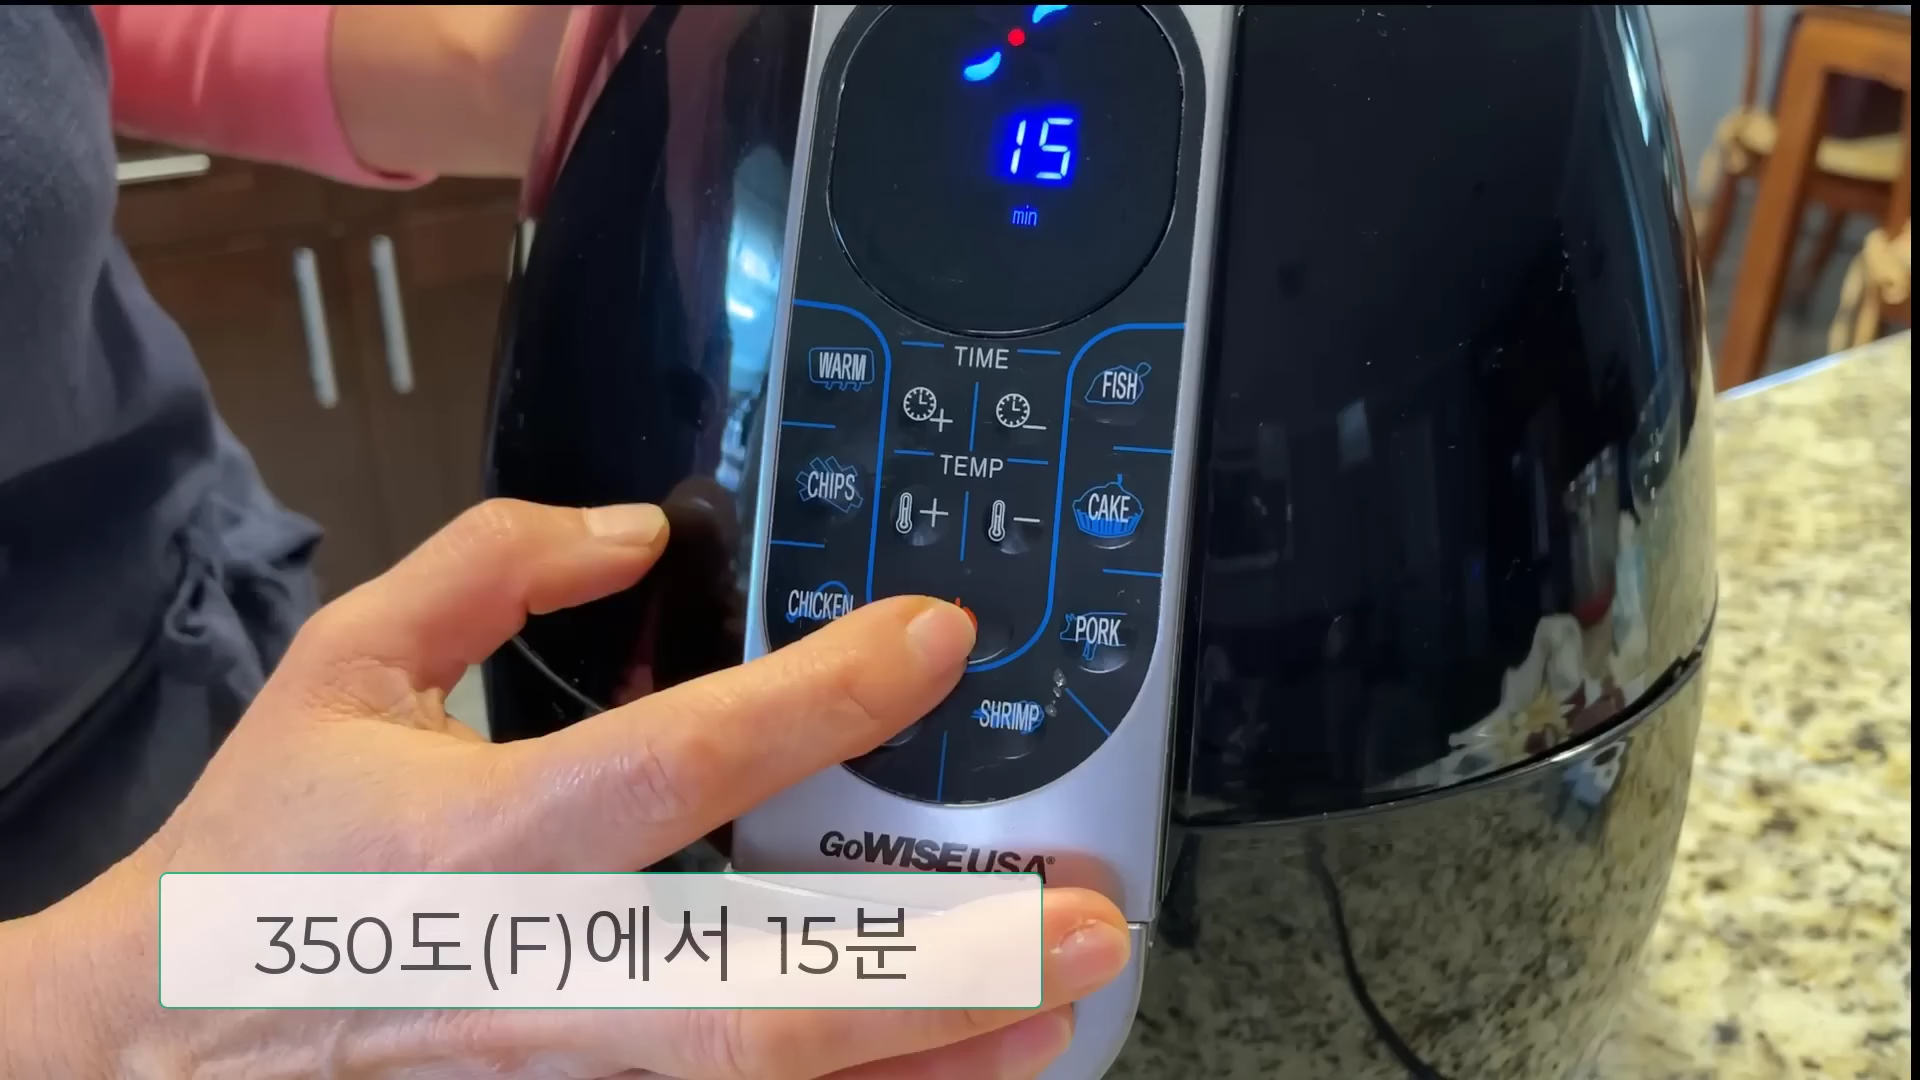 15
min
TIME
WARM
FISH
TEMP
CHIPS
CAKE
CHICKEN
PORK
SHRIMP
GoWISEUSA®
350도(F)에서 15분